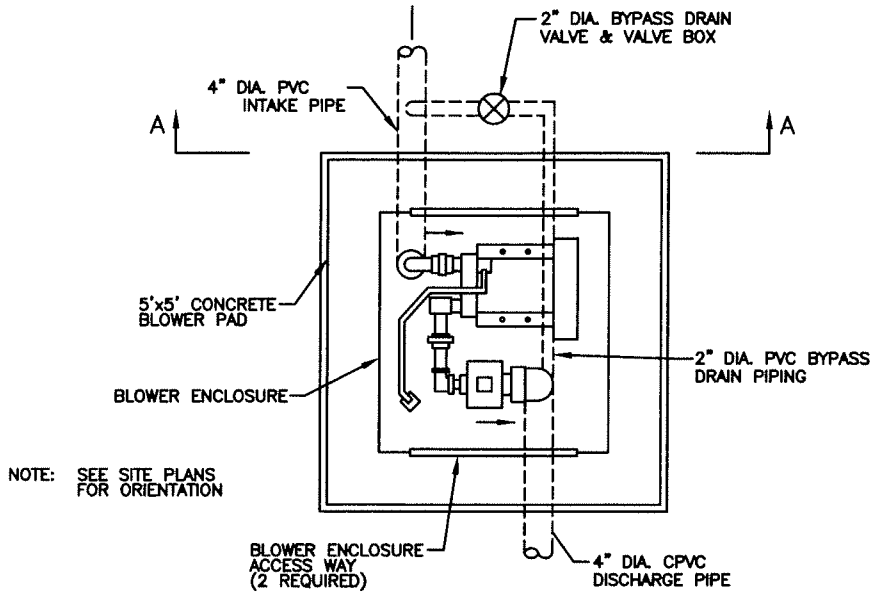 2" DIA. BYPASS DRAIN
VALVE & VALVE BOX
4" DIA. PVC
INTAKE PIPE
A
A
5'x5' CONCRETE
BLOWER PAD
2" DIA. PVC BYPASS
DRAIN PIPING
BLOWER ENCLOSURE
NOTE: SEE SITE PLANS
FOR ORIENTATION
BLOWER ENCLOSURE
ACCESS WAY
(2 REQUIRED)
4" DIA. CPVC
DISCHARGE PIPE